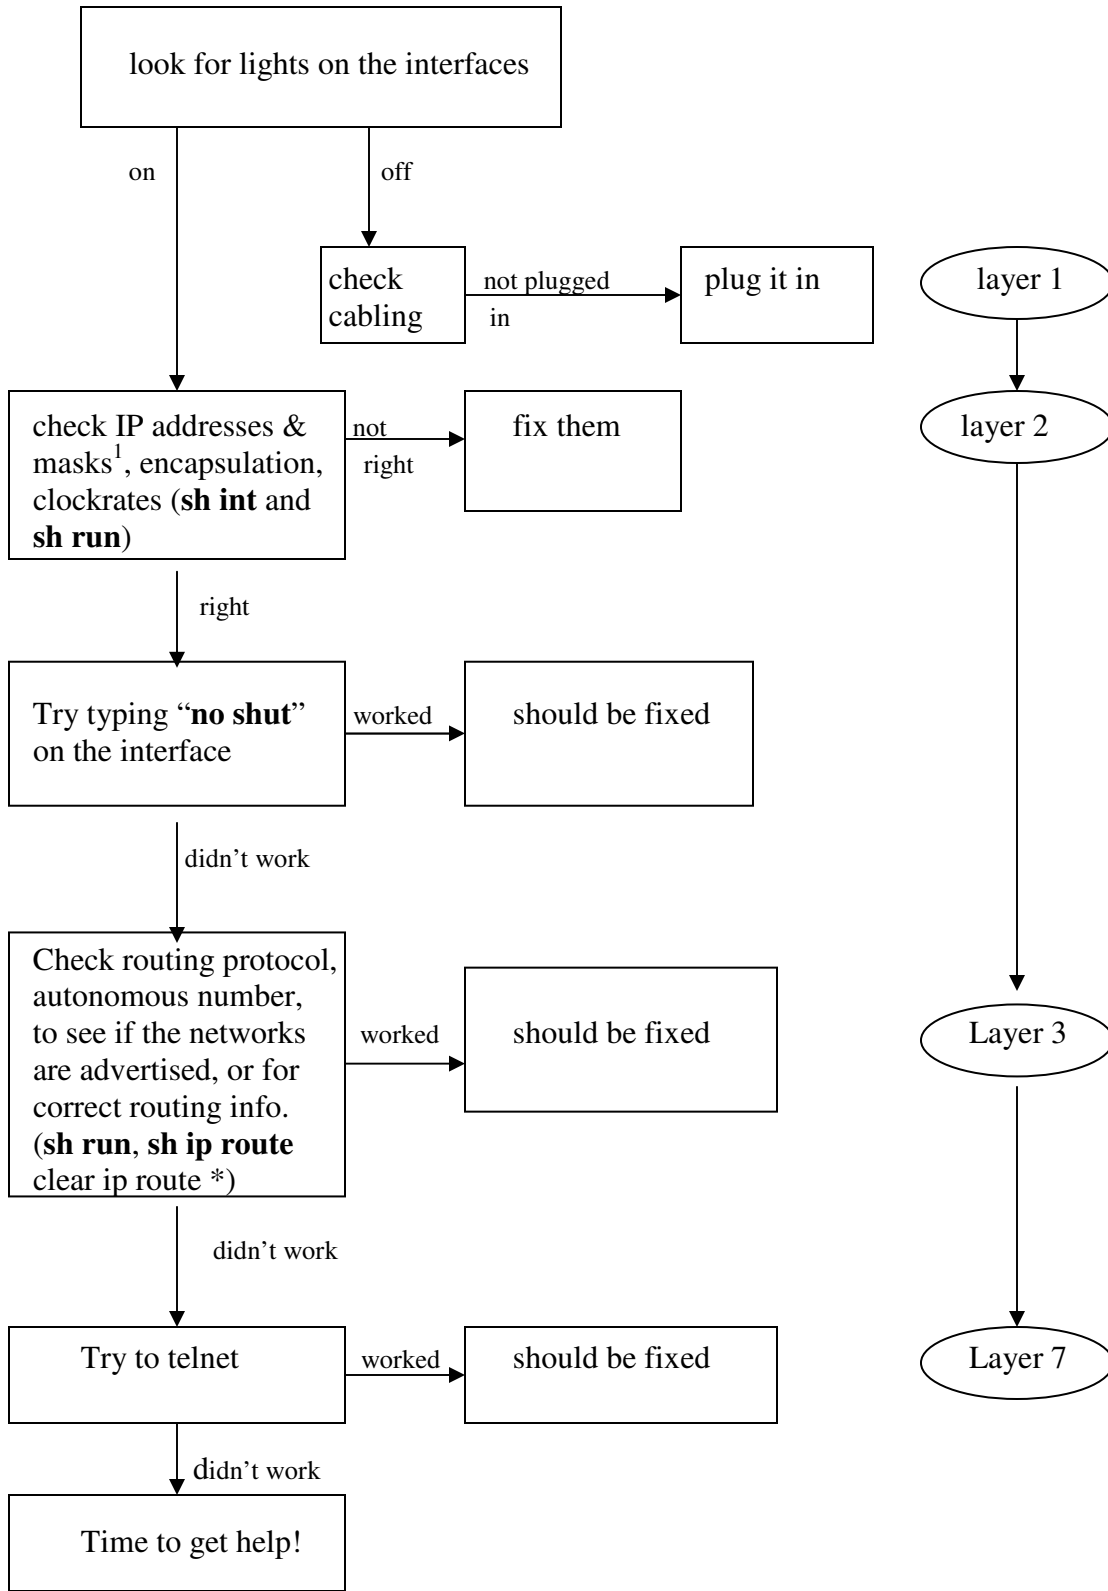 look for lights on the interfaces
on
off
check
cabling
not plugged
in
plug it in
layer 1
check IP addresses &
masks1, encapsulation,
clockrates (sh int and
sh run)
not
right
fix them
layer 2
right
Try typing “no shut”
on the interface
worked
should be fixed
didn't work
Check routing protocol,
autonomous number,
to see if the networks
are advertised, or for
correct routing info.
(sh run, sh ip route
clear ip route *)
worked
should be fixed
Layer 3
didn't work
Try to telnet
worked
should be fixed
Layer 7
didn't work
Time to get help!